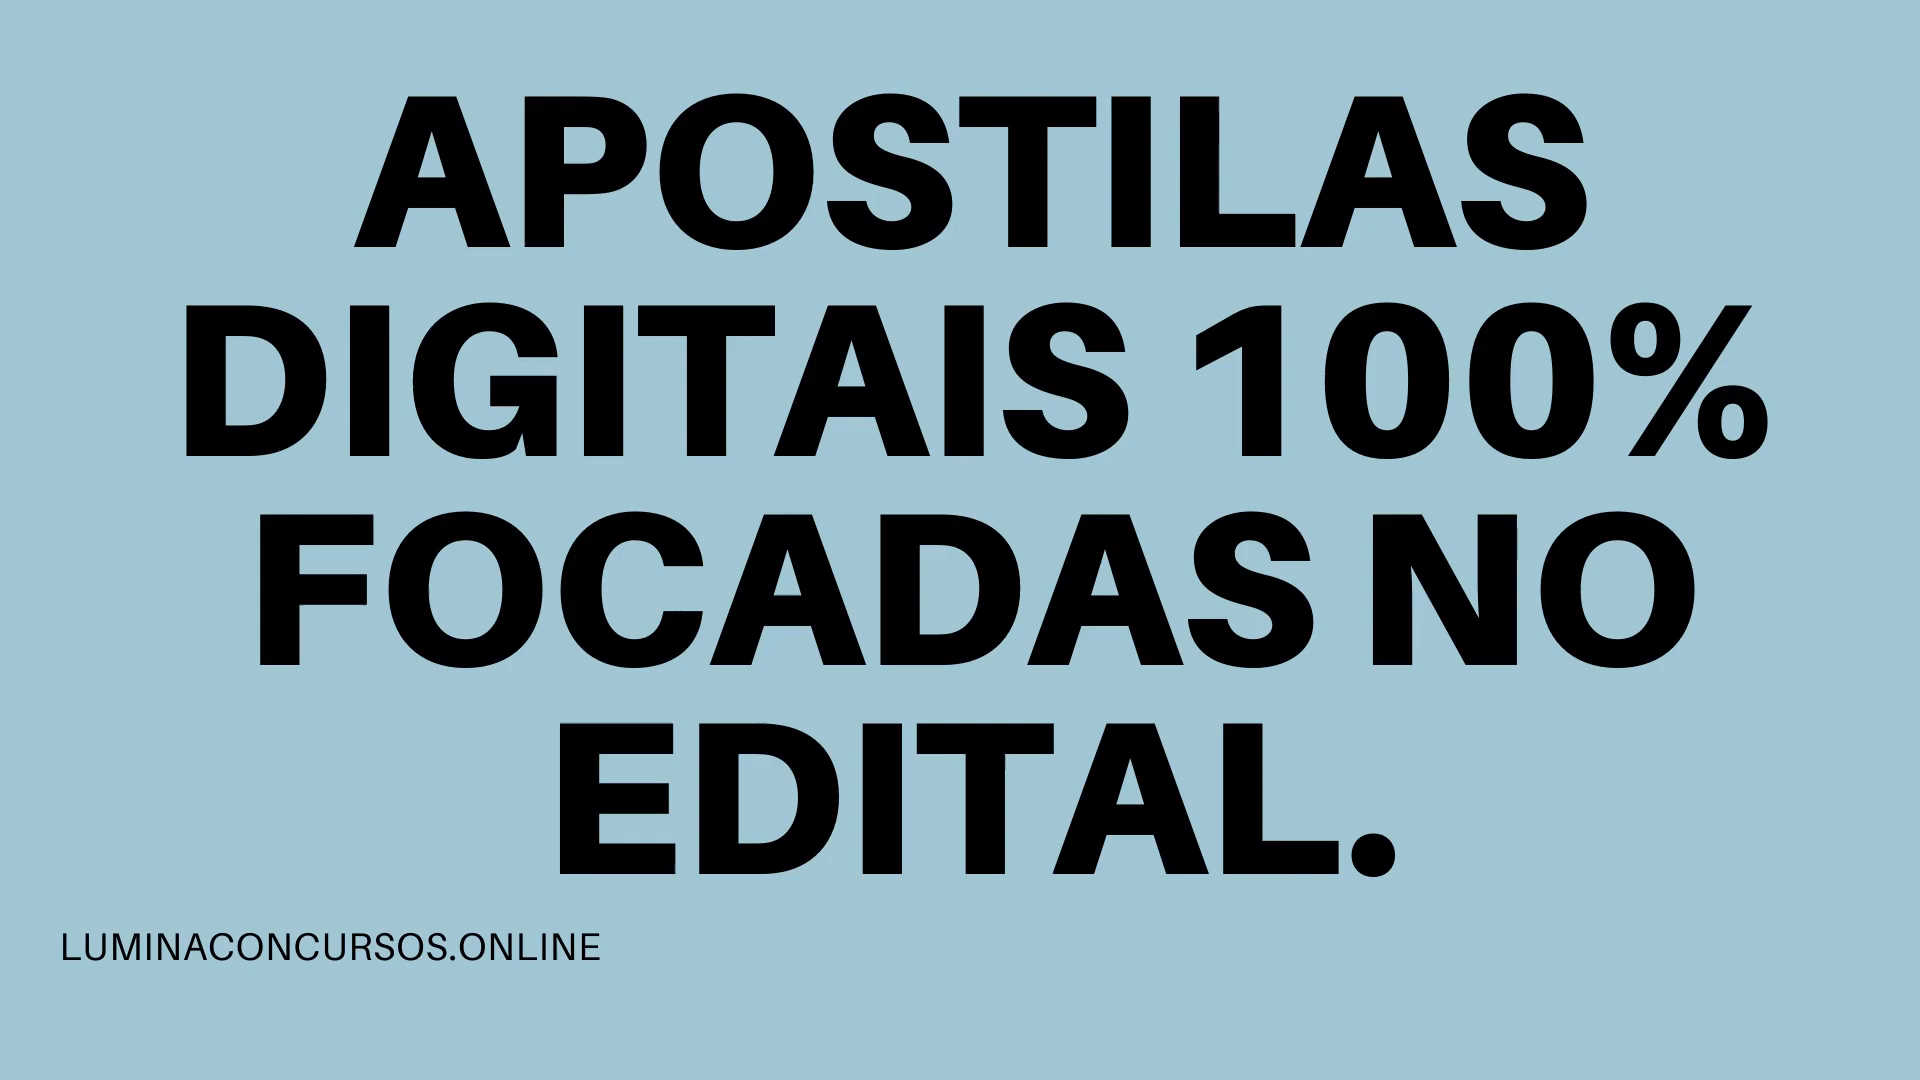 APOSTILAS
DIGITAIS 100%
FOCADAS NO
EDITAL.
LUMINACONCURSOS.ONLINE